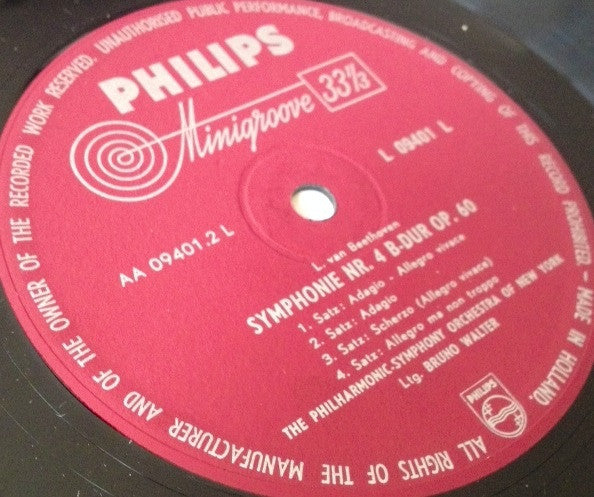 PHILIPS
Minigroove 33⅓
AA 09401.2 L
L 09401 L
L. van Beethoven
SYMPHONIE NR. 4 B-DUR OP. 60
1. Satz: Adagio - Allegro vivace
2. Satz: Adagio
3. Satz: Scherzo (Allegro vivace)
4. Satz: Allegro ma non troppo
THE PHILHARMONIC-SYMPHONY ORCHESTRA OF NEW YORK
Ltg. BRUNO WALTER
PHILIPS
ALL RIGHTS OF THE MANUFACTURER AND OF THE OWNER OF THE RECORDED WORK RESERVED. UNAUTHORISED PUBLIC PERFORMANCE, BROADCASTING AND COPYING OF THIS RECORD PROHIBITED - MADE IN HOLLAND.